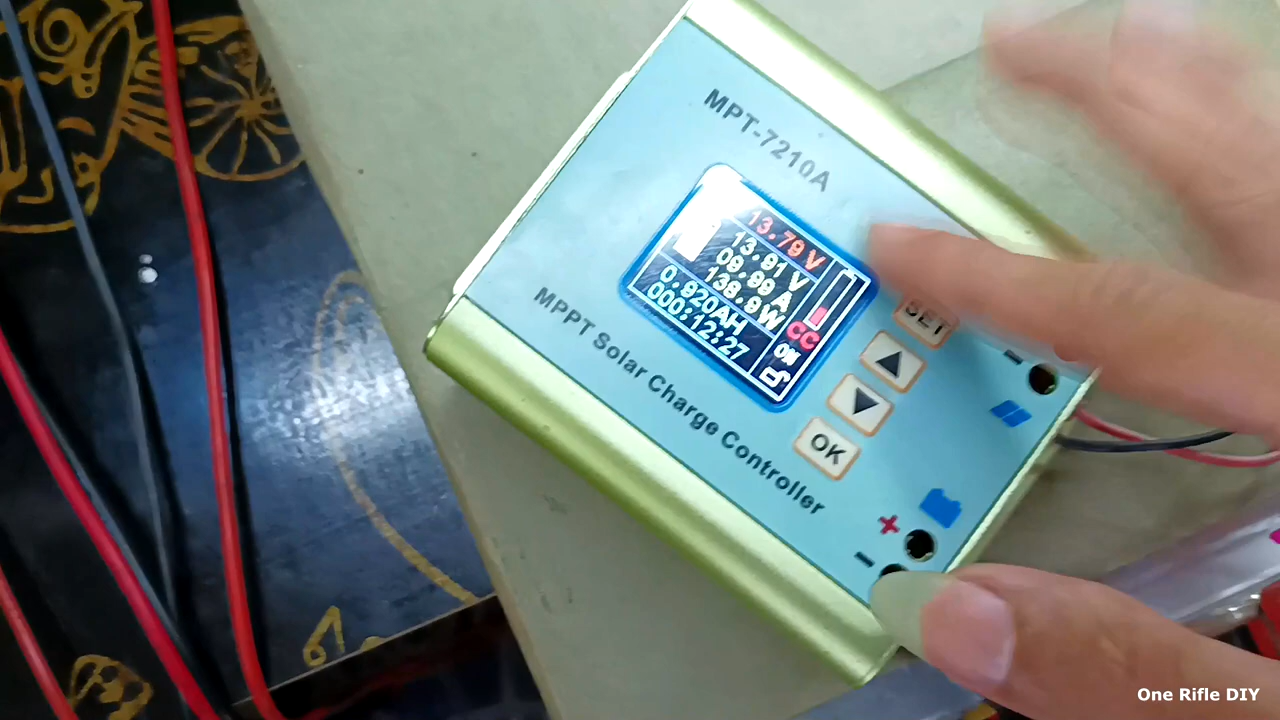 MPT-7210A
13.79 V
13.91 V
09.99 A
138.9 W
0.920AH
000:12:27
CC
ON
SET
OK
MPPT Solar Charge Controller
-
+
-
One Rifle DIY